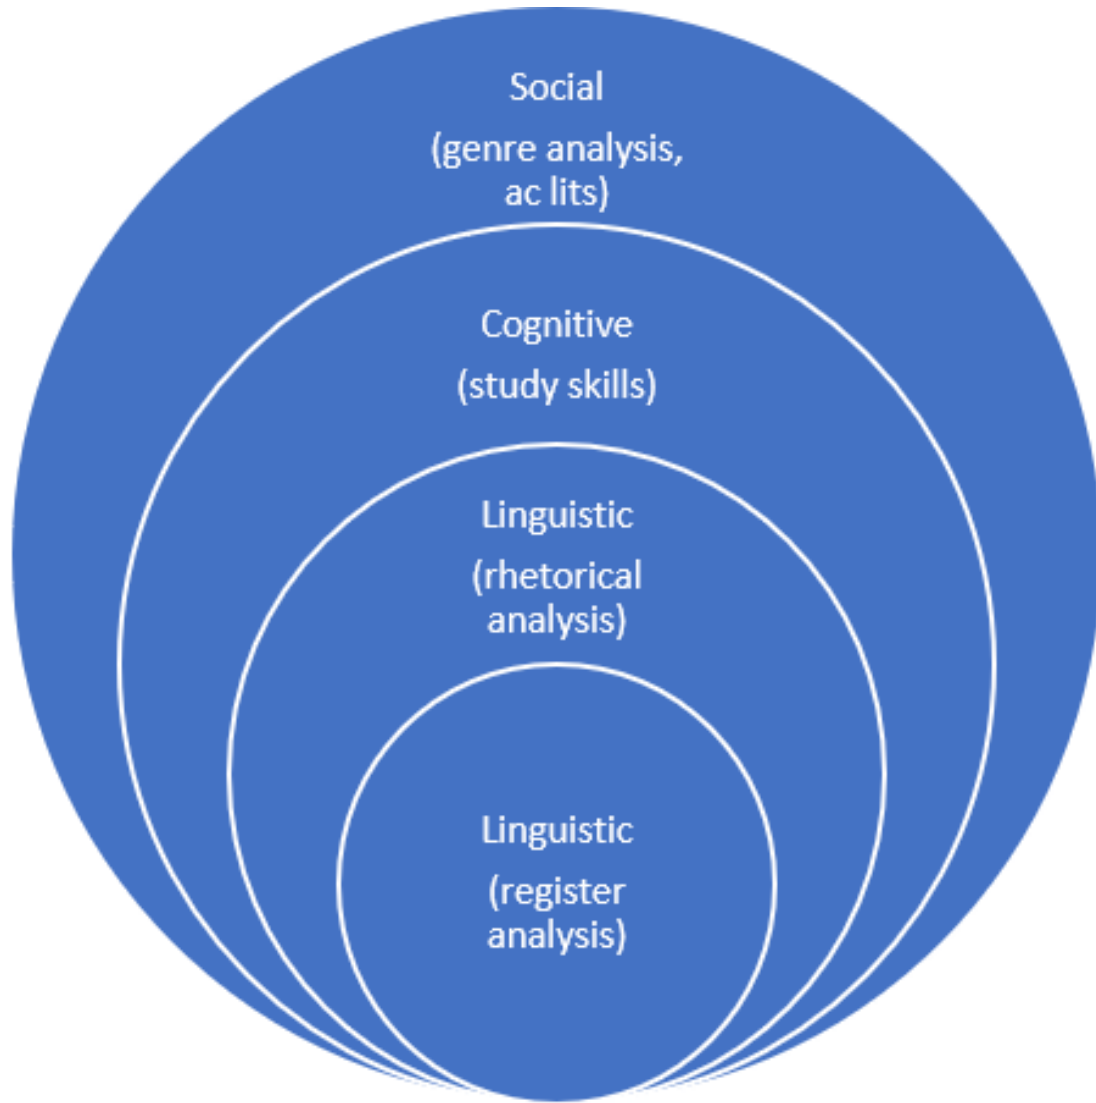 Social
(genre analysis,
ac lits)
Cognitive
(study skills)
Linguistic
(rhetorical
analysis)
Linguistic
(register
analysis)